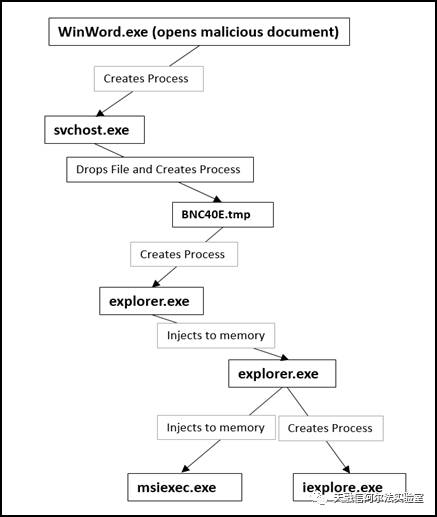 WinWord.exe (opens malicious document)
Creates Process
svchost.exe
Drops File and Creates Process
BNC40E.tmp
Creates Process
explorer.exe
Injects to memory
explorer.exe
Injects to memory
Creates Process
msiexec.exe
iexplore.exe
天融信阿尔法实验室